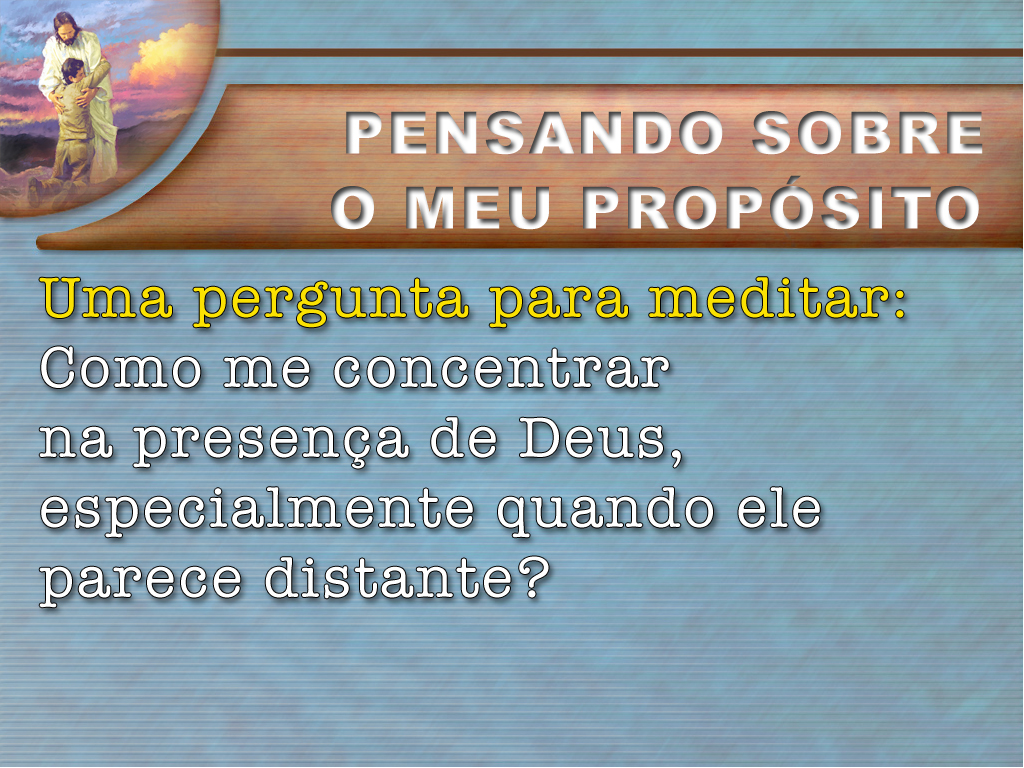 PENSANDO SOBRE
O MEU PROPÓSITO
Uma pergunta para meditar:
Como me concentrar
na presença de Deus,
especialmente quando ele
parece distante?